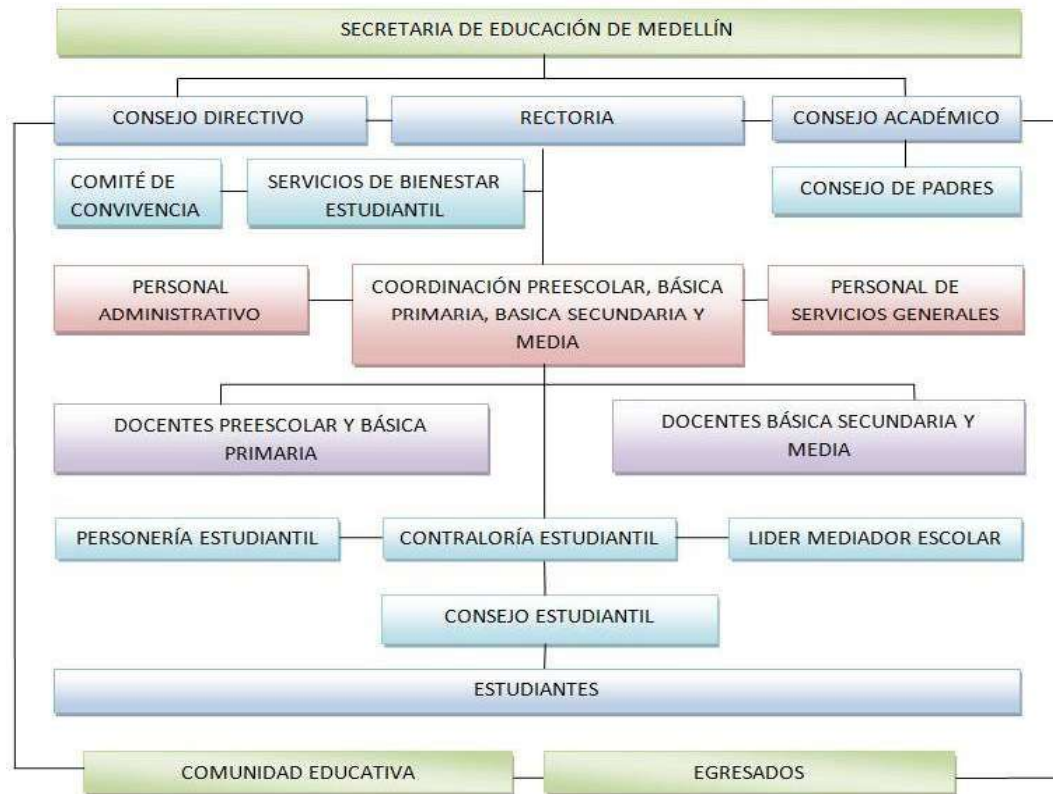 SECRETARIA DE EDUCACIÓN DE MEDELLÍN
CONSEJO DIRECTIVO
RECTORIA
CONSEJO ACADÉMICO
COMITÉ DE
CONVIVENCIA
SERVICIOS DE BIENESTAR
ESTUDIANTIL
CONSEJO DE PADRES
PERSONAL
ADMINISTRATIVO
COORDINACIÓN PREESCOLAR, BÁSICA
PRIMARIA, BASICA SECUNDARIA Y
MEDIA
PERSONAL DE
SERVICIOS GENERALES
DOCENTES PREESCOLAR Y BÁSICA
PRIMARIA
DOCENTES BÁSICA SECUNDARIA Y
MEDIA
PERSONERÍA ESTUDIANTIL
CONTRALORÍA ESTUDIANTIL
LIDER MEDIADOR ESCOLAR
CONSEJO ESTUDIANTIL
ESTUDIANTES
COMUNIDAD EDUCATIVA
EGRESADOS